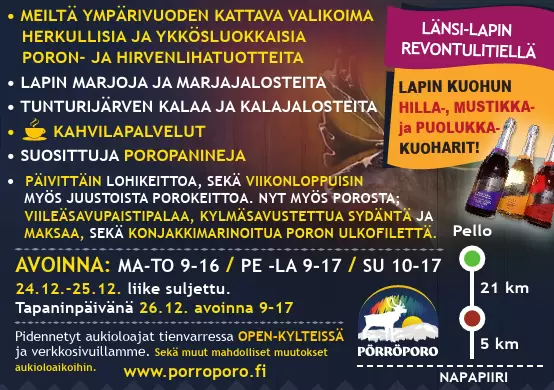 • MEILTÄ YMPÄRIVUODEN KATTAVA VALIKOIMA
HERKULLISIA JA YKKÖSLUOKKAISIA
PORON- JA HIRVENLIHATUOTTEITA
• LAPIN MARJOJA JA MARJAJALOSTEITA
• TUNTURIJÄRVEN KALAA JA KALAJALOSTEITA
• KAHVILAPALVELUT
• SUOSITTUJA POROPANINEJA
• PÄIVITTÄIN LOHIKEITTOA, SEKÄ VIIKONLOPPUISIN
MYÖS JUUSTOISTA POROKEITTOA. NYT MYÖS POROSTA;
VIILEÄSAVUPAISTIPALAA, KYLMÄSAVUSTETTUA SYDÄNTÄ JA
MAKSAA, SEKÄ KONJAKKIMARINOITUA PORON ULKOFILETTÄ.
AVOINNA: MA-TO 9-16 / PE -LA 9-17 / SU 10-17
24.12.-25.12. liike suljettu.
Tapaninpäivänä 26.12. avoinna 9-17
Pidennetyt aukioloajat tienvarressa OPEN-KYLTEISSÄ
ja verkkosivuillamme. Sekä muut mahdolliset muutokset
aukioloaikoihin.
www.porroporo.fi
LÄNSI-LAPIN
REVONTULITIELLÄ
LAPIN KUOHUN
HILLA-, MUSTIKKA-
ja PUOLUKKA-
KUOHARIT!
PÖRRÖPORO
Pello
21 km
5 km
NAPAPIIRI